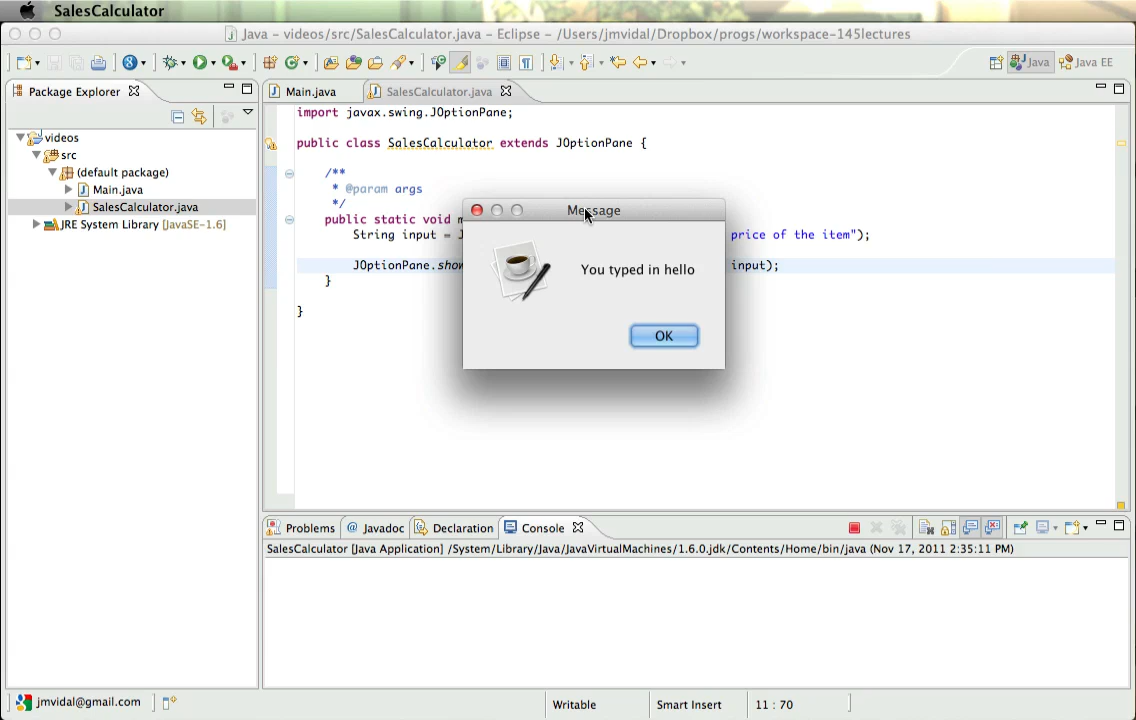 SalesCalculator
Java – videos/src/SalesCalculator.java – Eclipse – /Users/jmvidal/Dropbox/progs/workspace-145lectures
Java
Java EE
Package Explorer
Main.java
SalesCalculator.java
videos
src
(default package)
Main.java
SalesCalculator.java
JRE System Library [JavaSE-1.6]
import javax.swing.JOptionPane;
public class SalesCalculator extends JOptionPane {
/**
* @param args
*/
public static void m
String input = J price of the item");
JOptionPane.show input);
}
}
Message
You typed in hello
OK
Problems
Javadoc
Declaration
Console
SalesCalculator [Java Application] /System/Library/Java/JavaVirtualMachines/1.6.0.jdk/Contents/Home/bin/java (Nov 17, 2011 2:35:11 PM)
jmvidal@gmail.com
Writable
Smart Insert
11 : 70